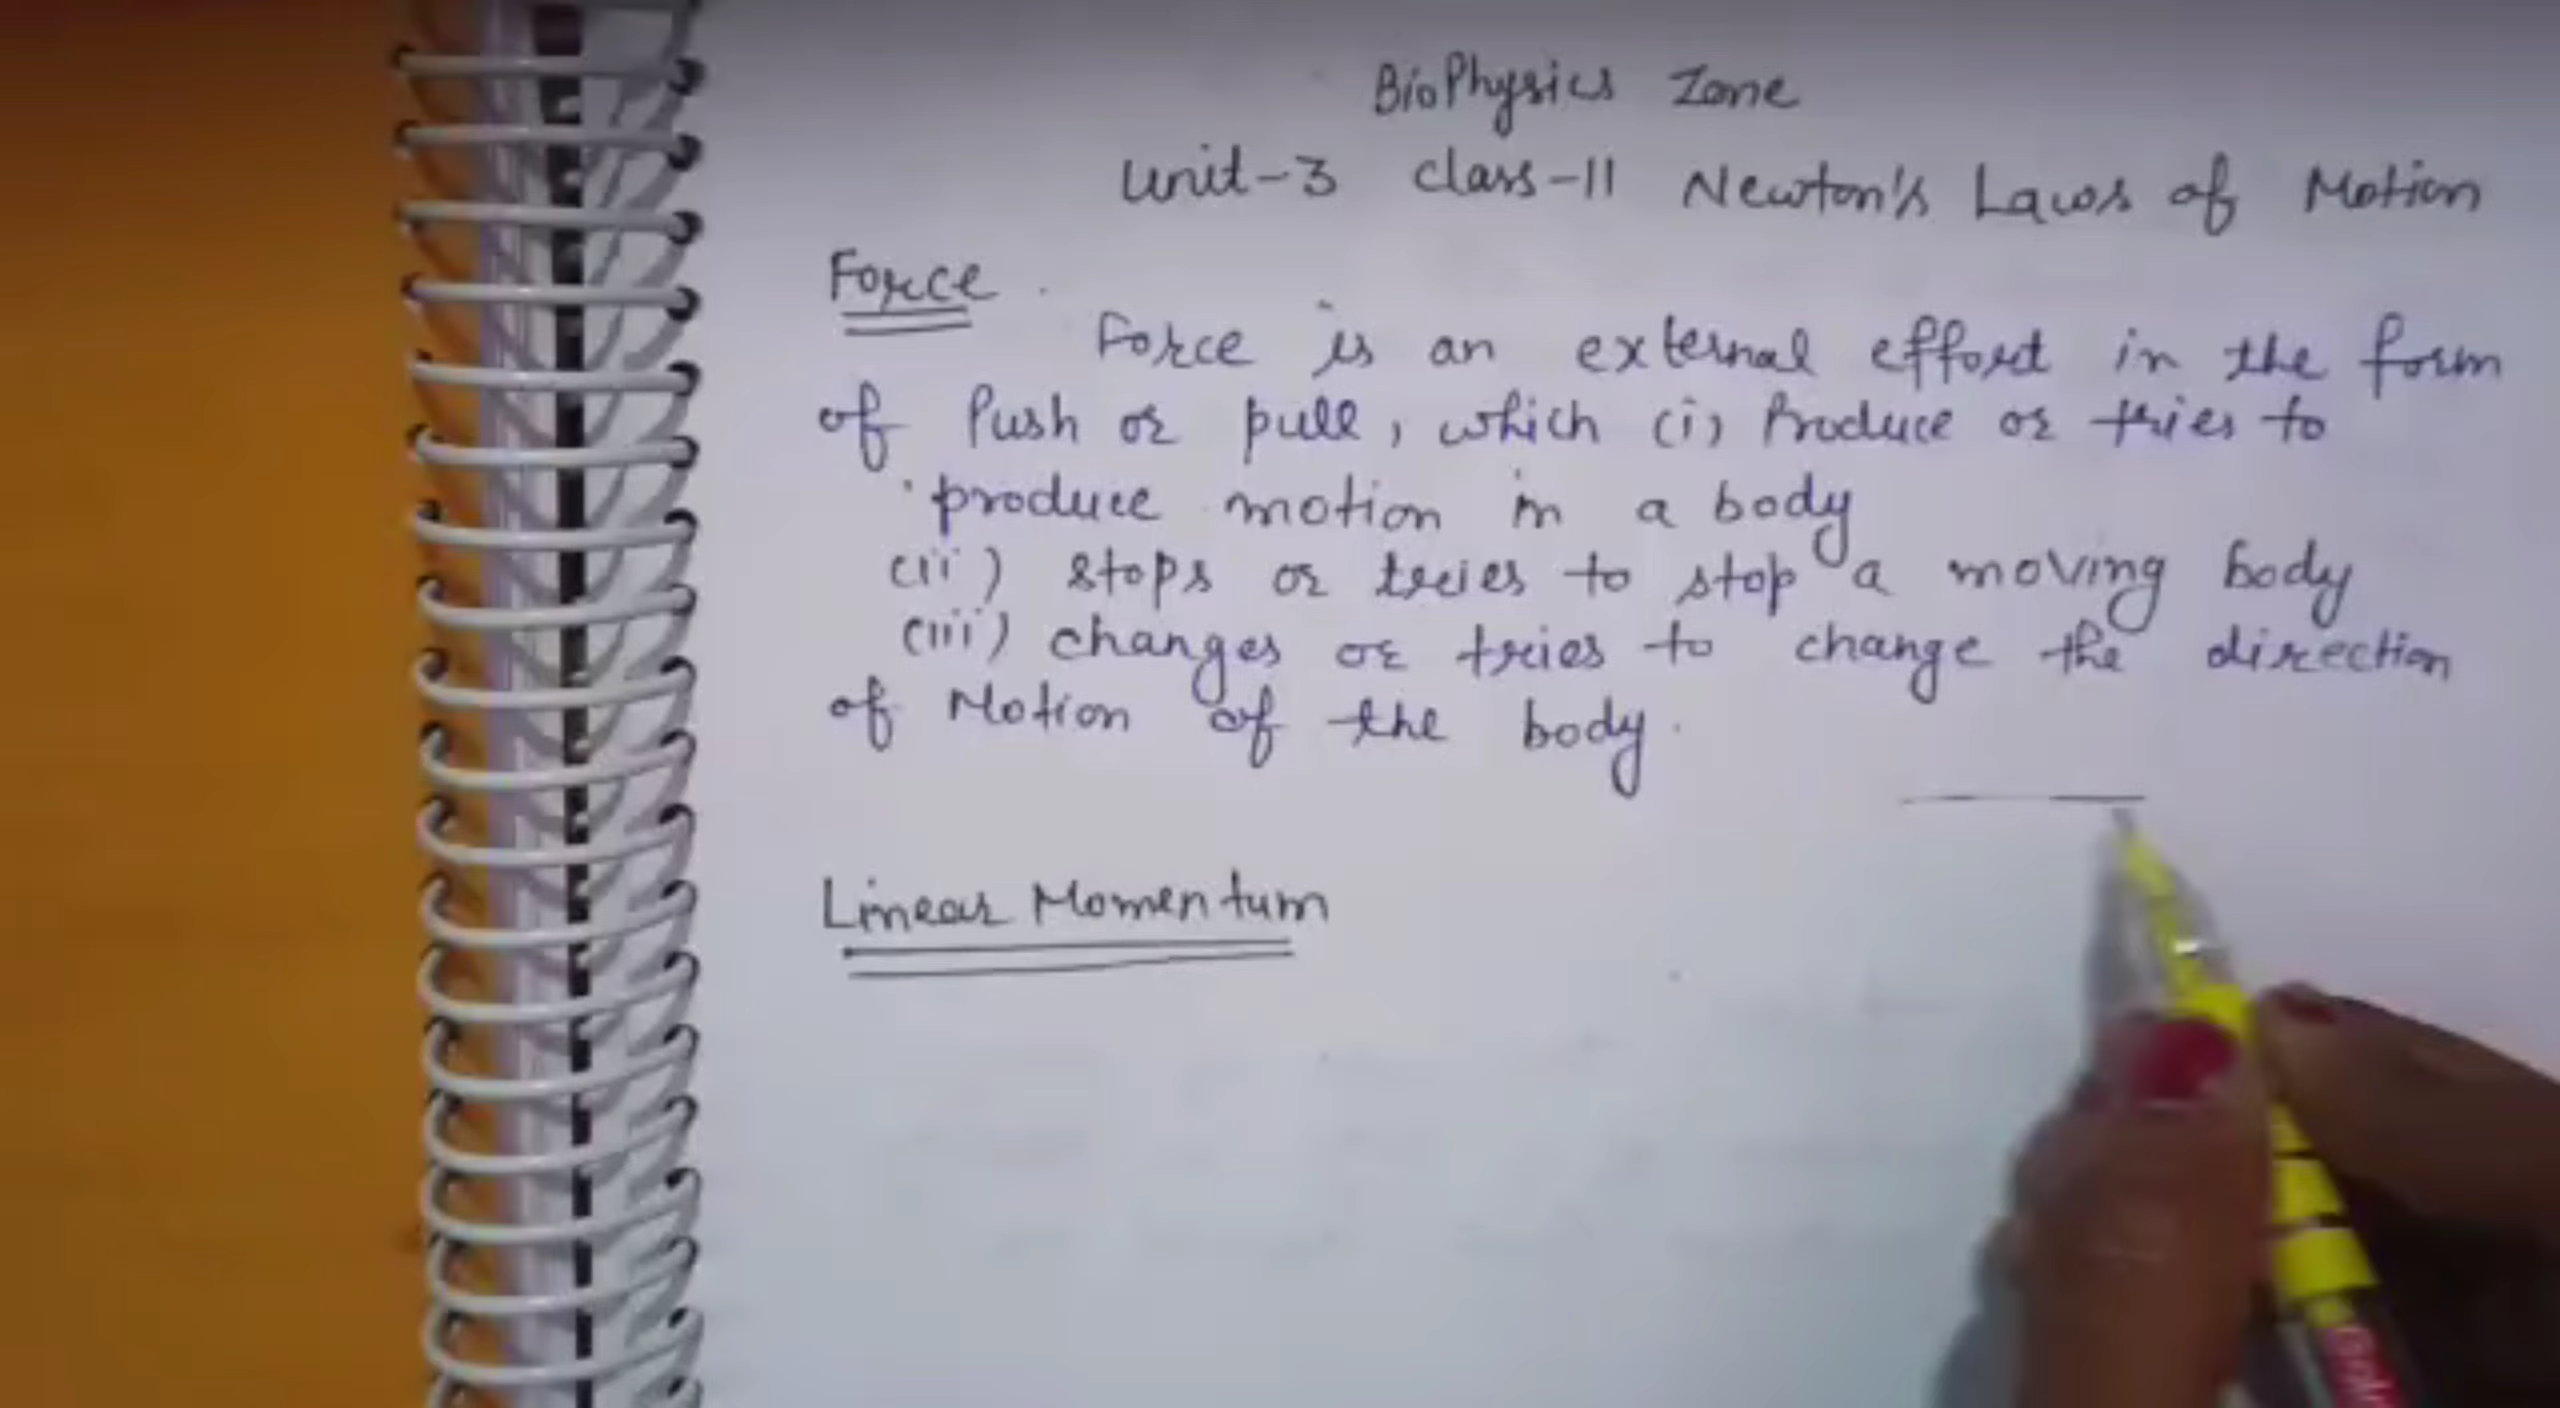 BioPhysics Zone
Unit-3 Class-11 Newton's Laws of Motion
Force
Force is an external effort in the form
of Push or pull, which (i) Produce or tries to
produce motion in a body
(ii) stops or tries to stop a moving body
(iii) changes or tries to change the direction
of Motion of the body.
Linear Momentum